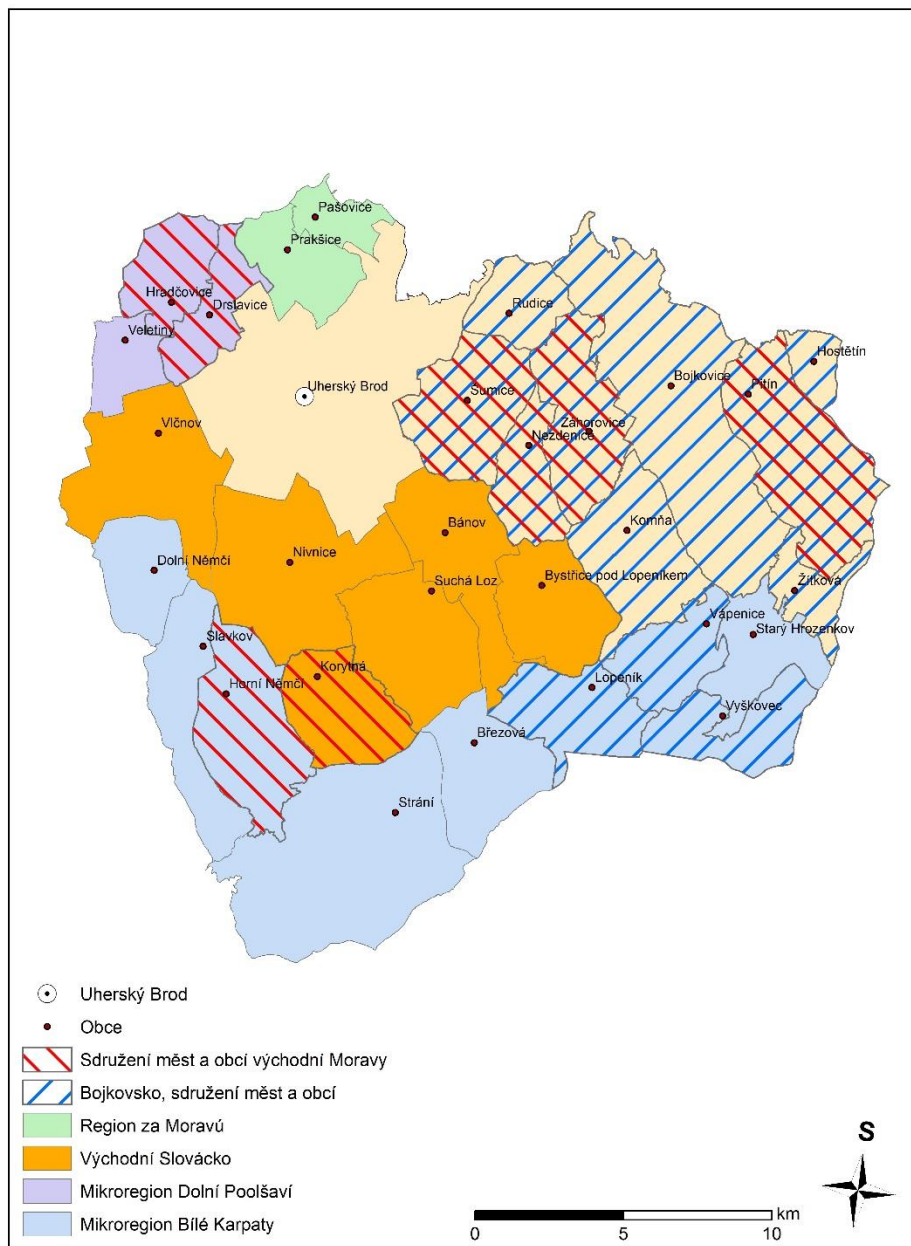 Pašovice
Prakšice
Hradčovice
Drslavice
Rudice
Veletiny
Hostětín
Bojkovice
Pitín
Uherský Brod
Šumice
Záhorovice
Vlčnov
Nezdenice
Komňa
Bánov
Nivnice
Dolní Němčí
Suchá Loz
Bystřice pod Lopeníkem
Žítková
Vápenice
Starý Hrozenkov
Slavkov
Korytná
Horní Němčí
Lopeník
Vyškovec
Březová
Strání
Uherský Brod
Obce
Sdružení měst a obcí východní Moravy
Bojkovsko, sdružení měst a obcí
Region za Moravú
Východní Slovácko
Mikroregion Dolní Poolšaví
Mikroregion Bílé Karpaty
S
km
0 5 10